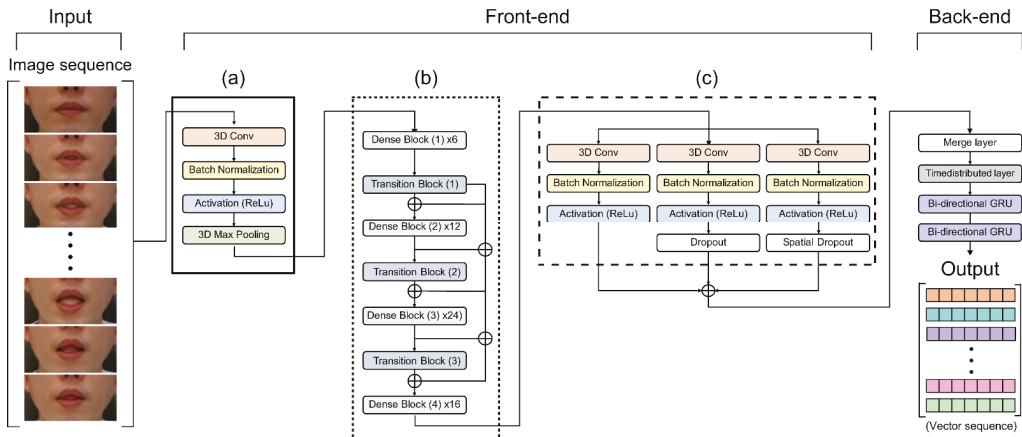 Input
Front-end
Back-end
Image sequence
(a)
3D Conv
Batch Normalization
Activation (ReLu)
3D Max Pooling
(b)
Dense Block (1) x6
Transition Block (1)
Dense Block (2) x12
Transition Block (2)
Dense Block (3) x24)
Transition Block (3)
Dense Block (4) x16
(c)
3D Conv
3D Conv
3D Conv
Batch Normalization
Batch Normalization
Batch Normalization
Activation (ReLu)
Activation (ReLu)
Activation (ReLu)
Dropout
Spatial Dropout
Merge layer
Timedistributed layer
Bi-directional GRU
Bi-directional GRU
Output
(Vector sequence)